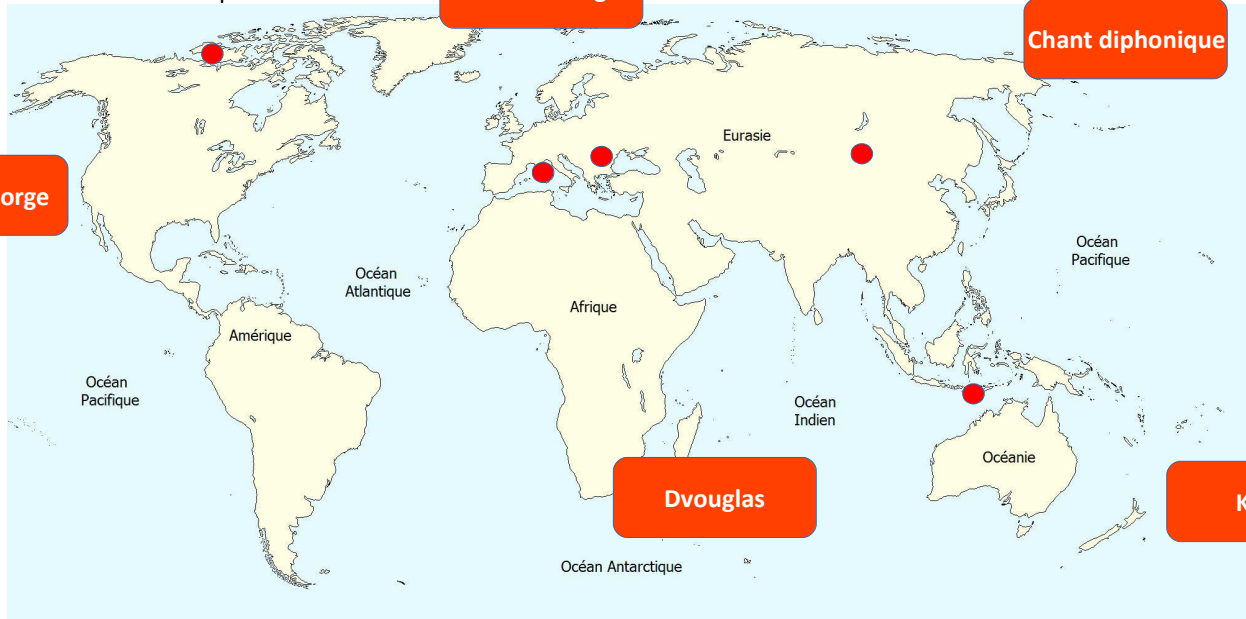 Chant diphonique
Eurasie
orge
Océan
Pacifique
Océan
Atlantique
Afrique
Amérique
Océan
Pacifique
Océan
Indien
Océanie
Dvouglas
K
Océan Antarctique